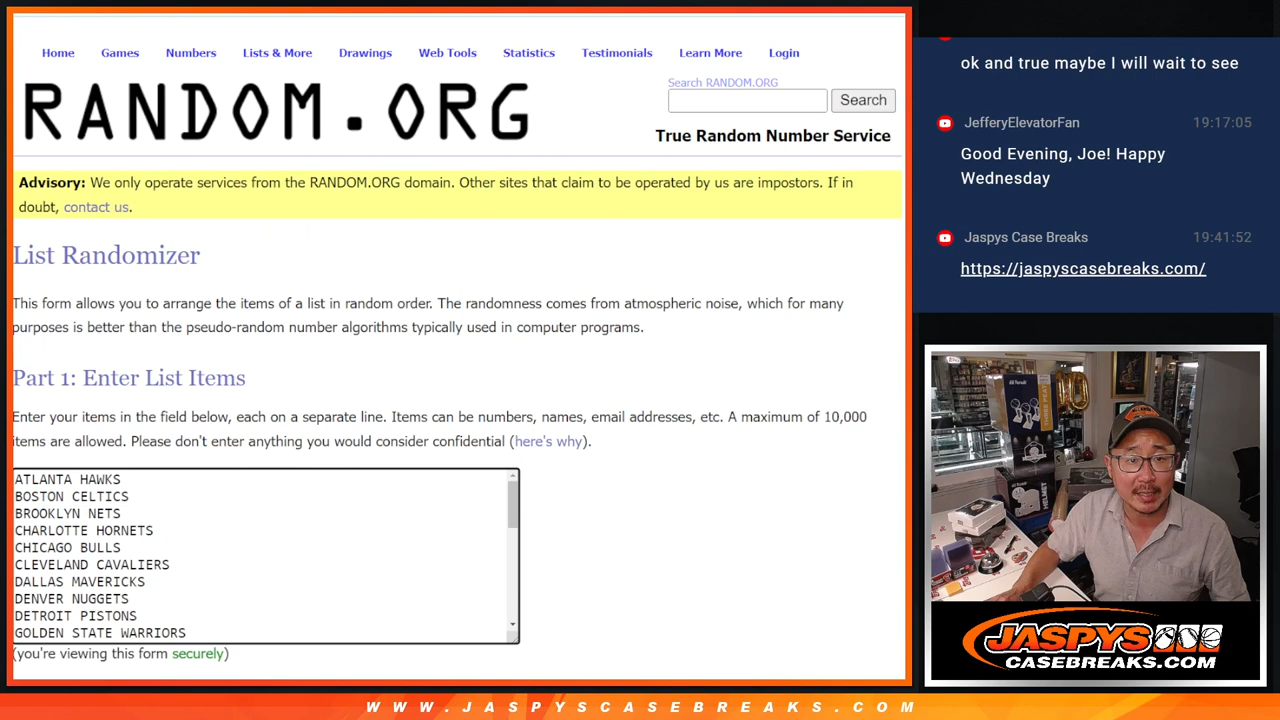 Home Games Numbers Lists & More Drawings Web Tools Statistics Testimonials Learn More Login
RANDOM.ORG
Search RANDOM.ORG
Search
True Random Number Service
Advisory: We only operate services from the RANDOM.ORG domain. Other sites that claim to be operated by us are impostors. If in
doubt, contact us.
List Randomizer
This form allows you to arrange the items of a list in random order. The randomness comes from atmospheric noise, which for many
purposes is better than the pseudo-random number algorithms typically used in computer programs.
Part 1: Enter List Items
Enter your items in the field below, each on a separate line. Items can be numbers, names, email addresses, etc. A maximum of 10,000
items are allowed. Please don't enter anything you would consider confidential (here's why).
ATLANTA HAWKS
BOSTON CELTICS
BROOKLYN NETS
CHARLOTTE HORNETS
CHICAGO BULLS
CLEVELAND CAVALIERS
DALLAS MAVERICKS
DENVER NUGGETS
DETROIT PISTONS
GOLDEN STATE WARRIORS
(you're viewing this form securely)
ok and true maybe I will wait to see
JefferyElevatorFan 19:17:05
Good Evening, Joe! Happy
Wednesday
Jaspys Case Breaks 19:41:52
https://jaspyscasebreaks.com/
HELMET
JASPYS
CASEBREAKS.COM
WWW.JASPYSCASEBREAKS.COM